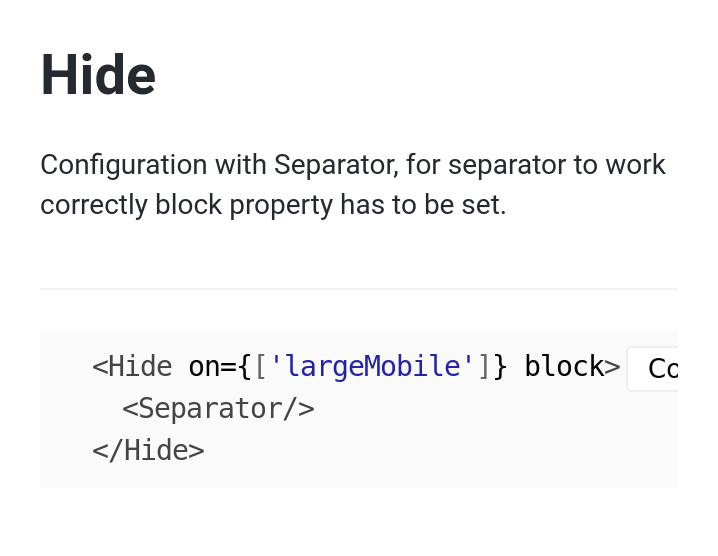 Hide
Configuration with Separator, for separator to work
correctly block property has to be set.
<Hide on={['largeMobile']} block>
<Separator/>
</Hide>